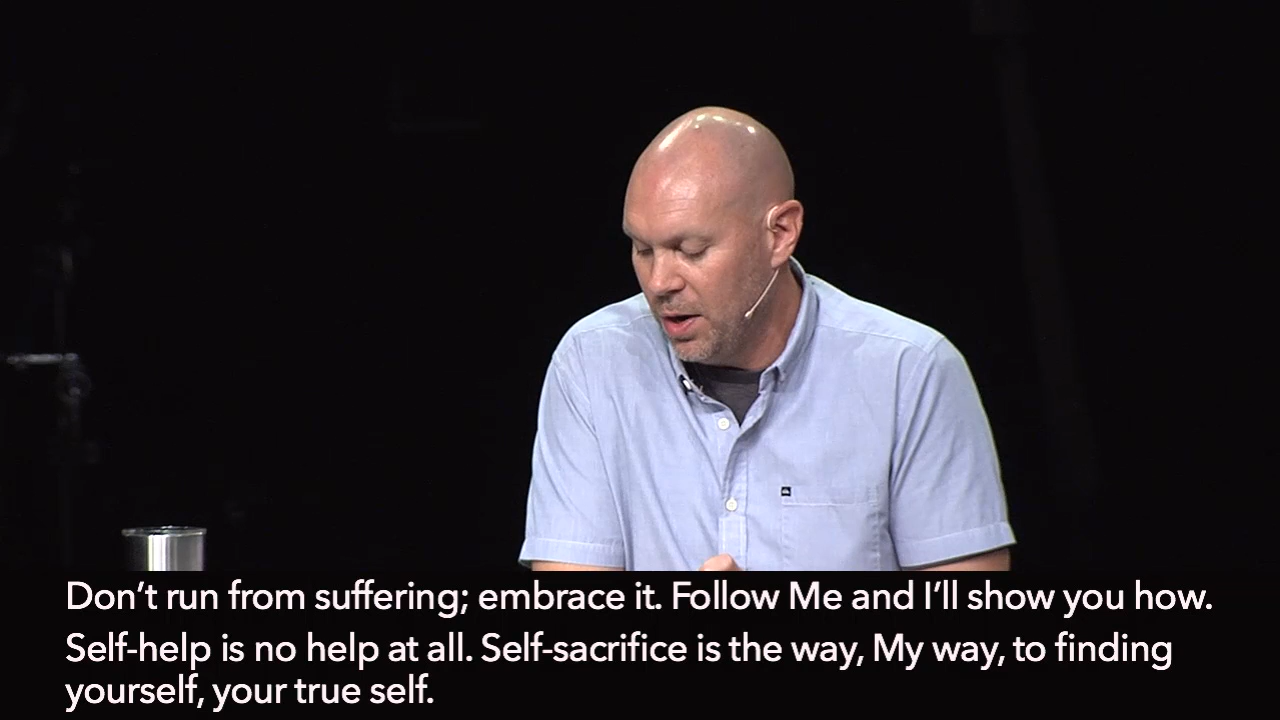 Don’t run from suffering; embrace it. Follow Me and I’ll show you how.
Self-help is no help at all. Self-sacrifice is the way, My way, to finding
yourself, your true self.